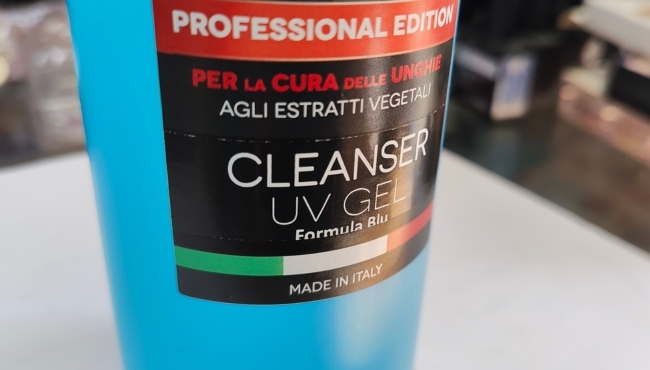 PROFESSIONAL EDITION
PER LA CURA DELLE UNGHIE
AGLI ESTRATTI VEGETALI
CLEANSER
UV GEL
Formula Blu
MADE IN ITALY